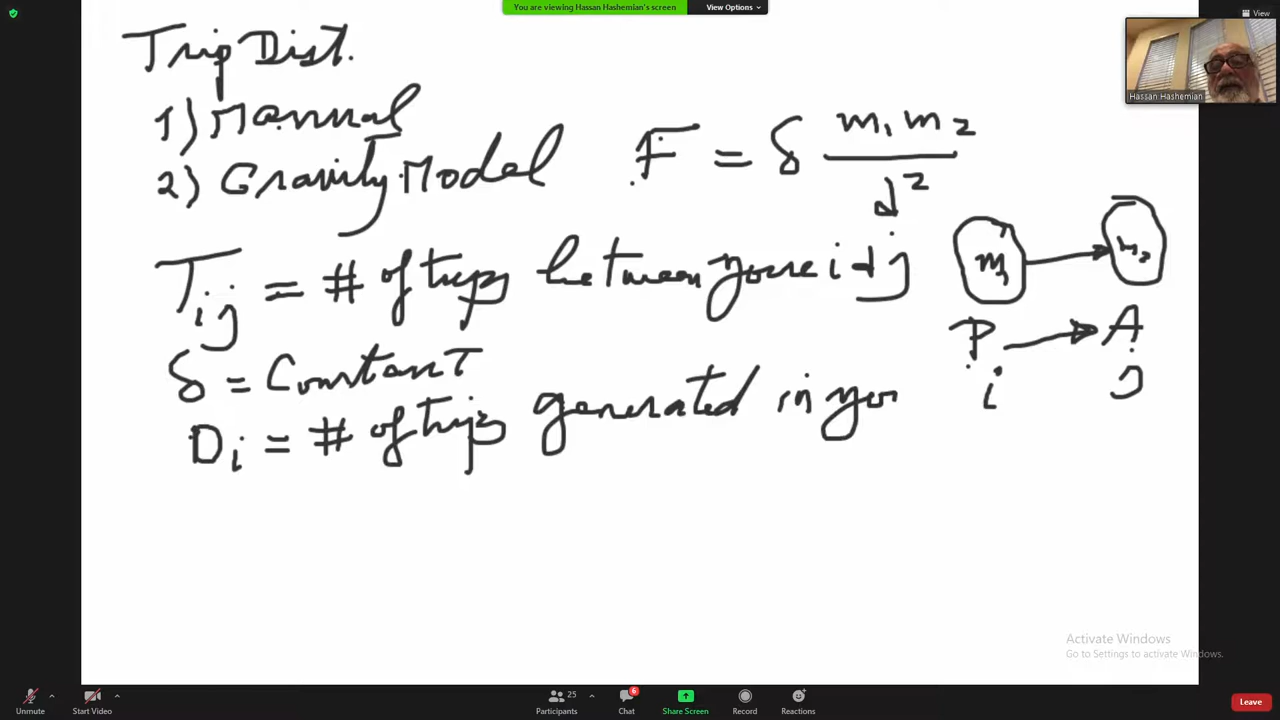 You are viewing Hassan Hashemian's screen
View Options
View
Hassan Hashemian
Trip Dist.
1) Manual
2) Gravity Model F = δ m₁ m₂ / d²
m₁ → m₂
Tij = # of trips between zone i & j
P → A
i j
δ = Constant
Di = # of trips generated in zon
Activate Windows
Go to Settings to activate Windows.
Unmute
Start Video
25
Participants
6
Chat
Share Screen
Record
Reactions
Leave